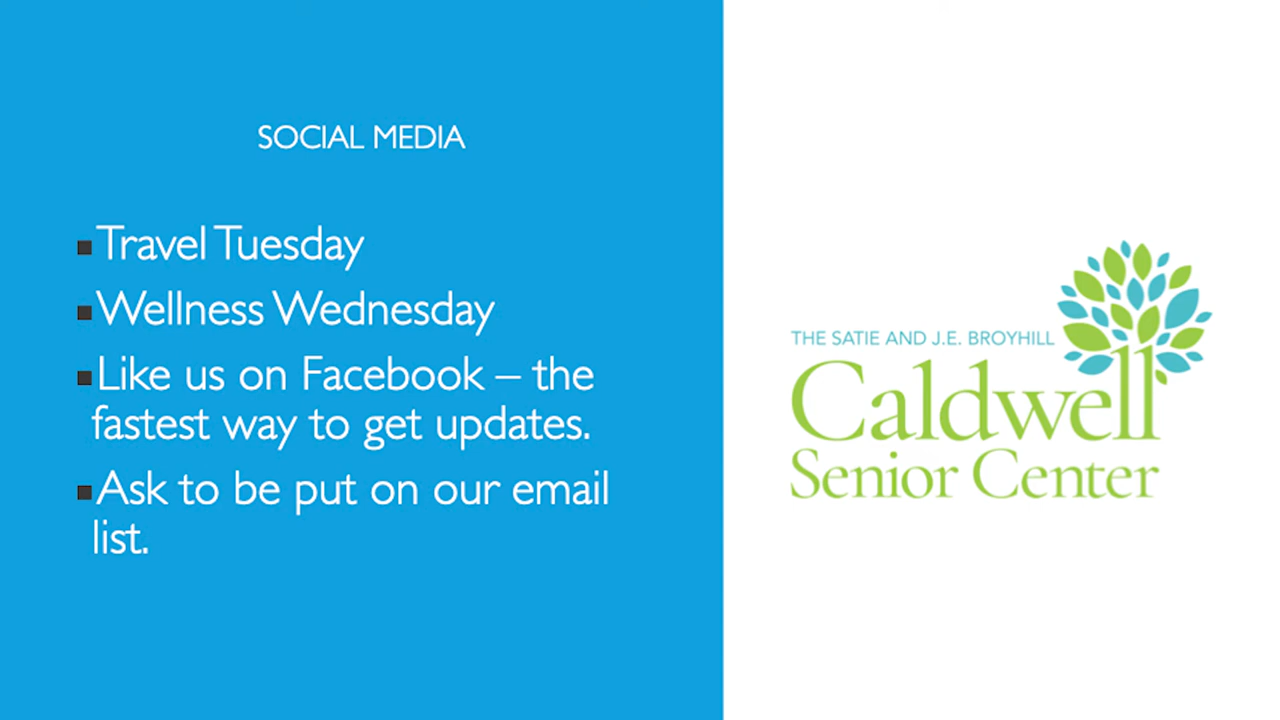 SOCIAL MEDIA
▪Travel Tuesday
▪Wellness Wednesday
▪Like us on Facebook – the
fastest way to get updates.
▪Ask to be put on our email
list.
THE SATIE AND J.E. BROYHILL
Caldwell
Senior Center